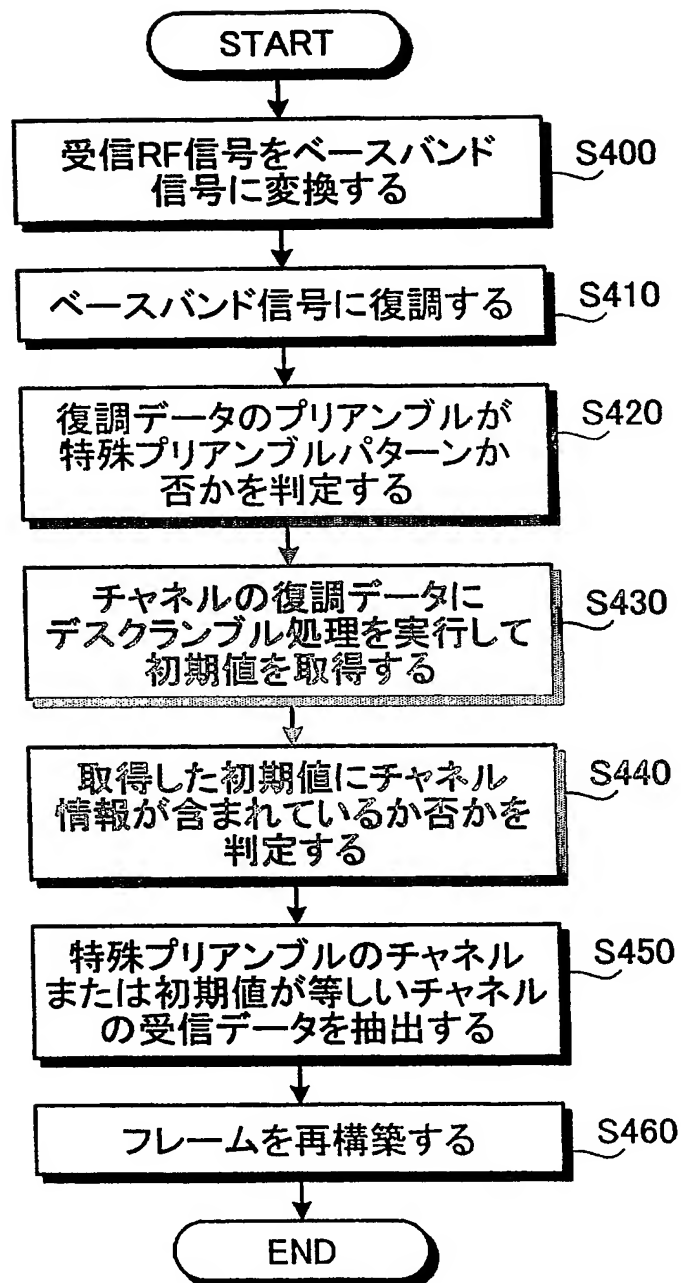 START
受信RF信号をベースバンド
信号に変換する
S400
ベースバンド信号に復調する
S410
復調データのプリアンブルが
特殊プリアンブルパターンか
否かを判定する
S420
チャネルの復調データに
デスクランブル処理を実行して
初期値を取得する
S430
取得した初期値にチャネル
情報が含まれているか否かを
判定する
S440
特殊プリアンブルのチャネル
または初期値が等しいチャネル
の受信データを抽出する
S450
フレームを再構築する
S460
END